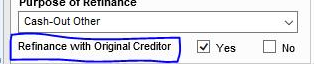 Purpose of Refinance
Cash-Out Other
Refinance with Original Creditor Yes No